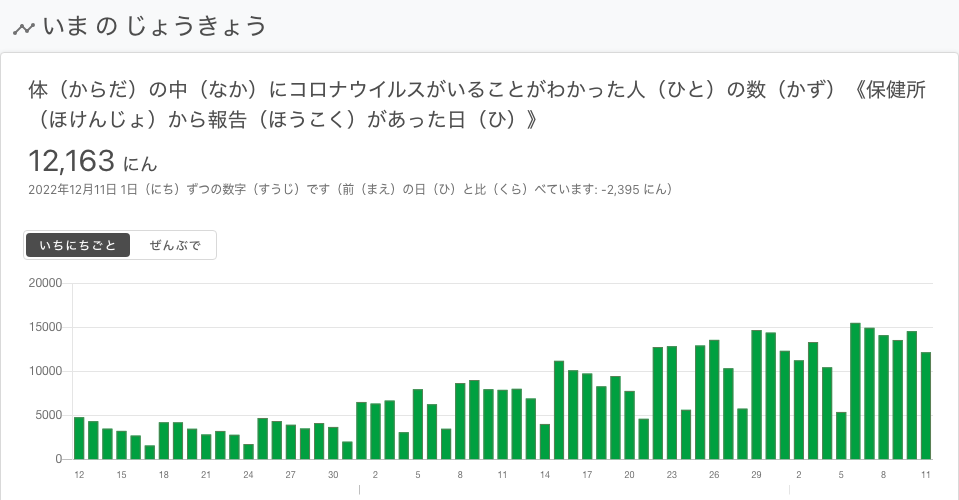 いま の じょうきょう
体（からだ）の中（なか）にコロナウイルスがいることがわかった人（ひと）の数（かず）《保健所
（ほけんじょ）から報告（ほうこく）があった日（ひ）》
12,163 にん
2022年12月11日 1日（にち）ずつの数字（すうじ）です（前（まえ）の日（ひ）と比（くら）べています: -2,395 にん）
いちにちごと ぜんぶで
20000
15000
10000
5000
0
12 15 18 21 24 27 30 2 5 8 11 14 17 20 23 26 29 2 5 8 11